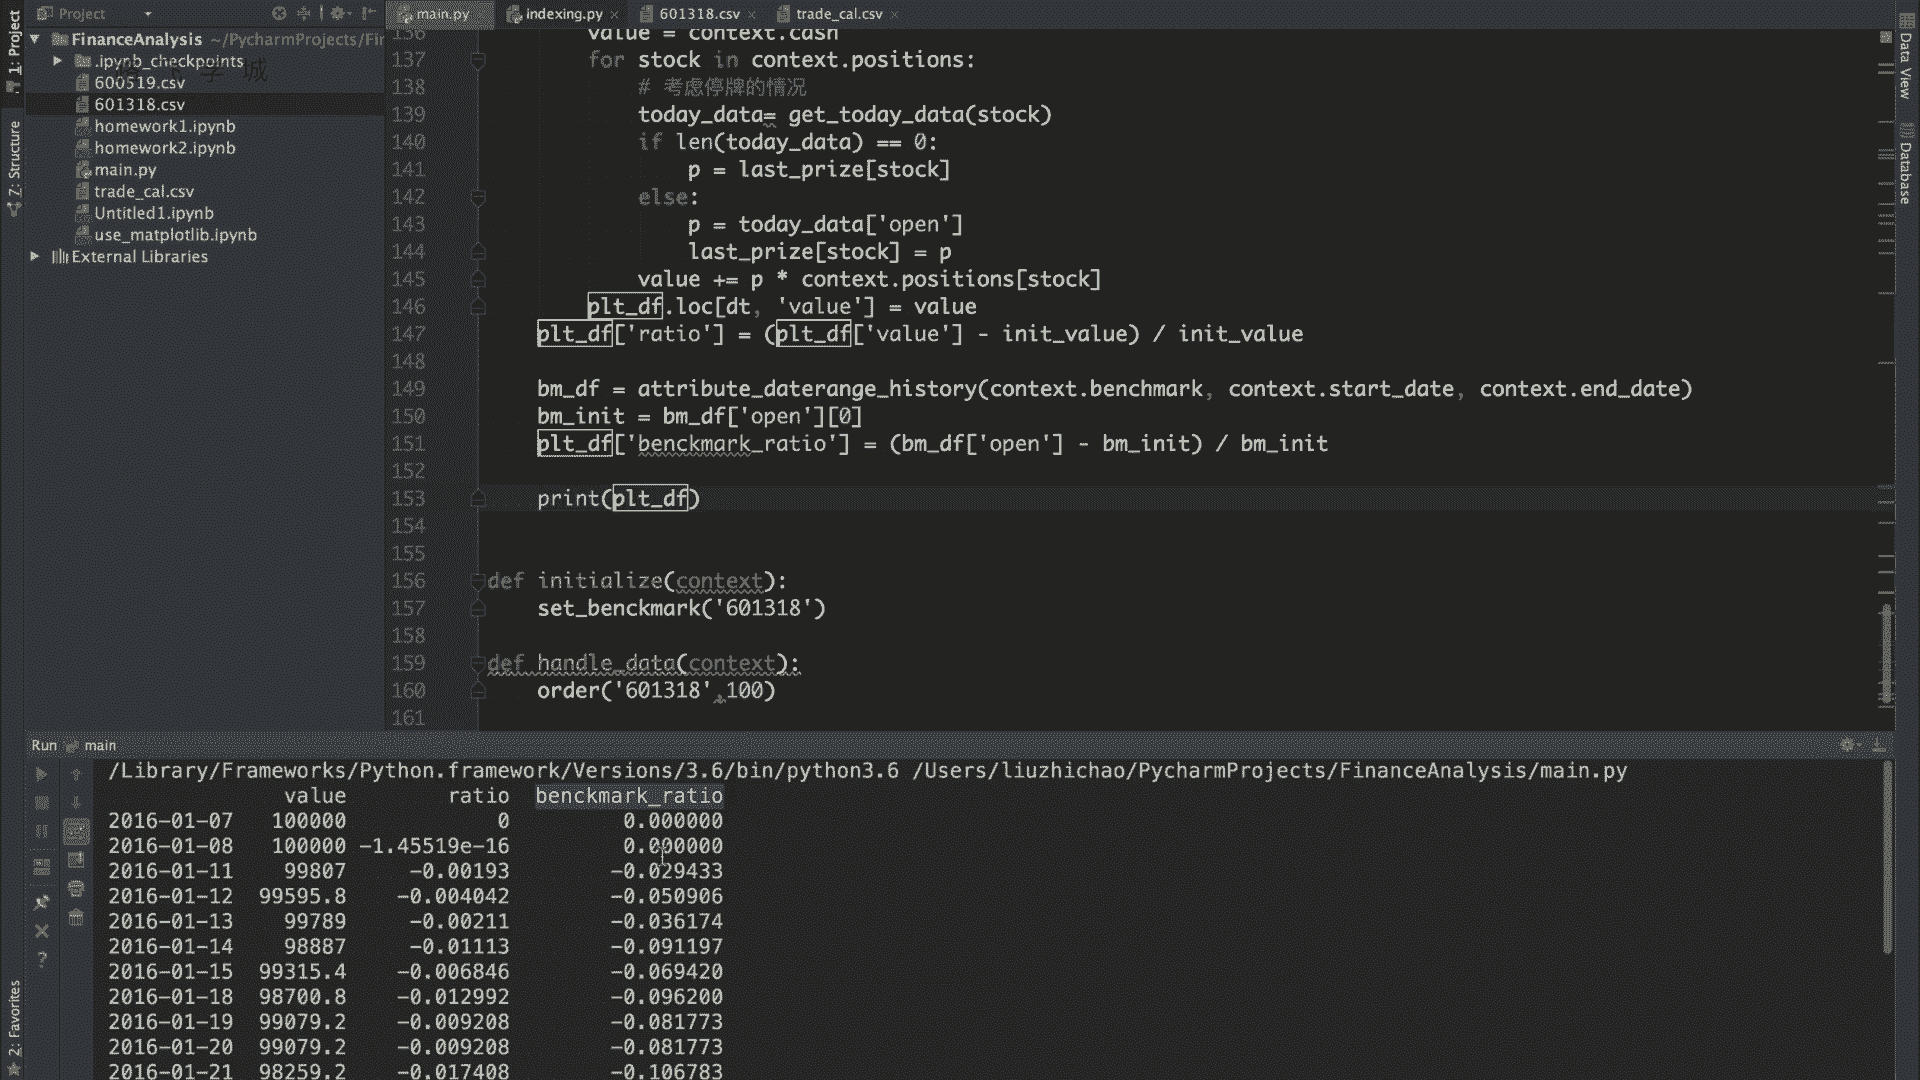 Project
main.py
indexing.py
601318.csv
trade_cal.csv
1: Project
Z: Structure
2: Favorites
Data View
Database
FinanceAnalysis ~/PycharmProjects/Fir
.ipynb_checkpoints
600519.csv
601318.csv
homework1.ipynb
homework2.ipynb
main.py
trade_cal.csv
Untitled1.ipynb
use_matplotlib.ipynb
External Libraries
136 value = context.cash
137 for stock in context.positions:
138 # 考虑停牌的情况
139 today_data= get_today_data(stock)
140 if len(today_data) == 0:
141 p = last_prize[stock]
142 else:
143 p = today_data['open']
144 last_prize[stock] = p
145 value += p * context.positions[stock]
146 plt_df.loc[dt, 'value'] = value
147 plt_df['ratio'] = (plt_df['value'] - init_value) / init_value
148
149 bm_df = attribute_daterange_history(context.benchmark, context.start_date, context.end_date)
150 bm_init = bm_df['open'][0]
151 plt_df['benckmark_ratio'] = (bm_df['open'] - bm_init) / bm_init
152
153 print(plt_df)
154
155
156 def initialize(context):
157 set_benckmark('601318')
158
159 def handle_data(context):
160 order('601318',100)
161
Run main
/Library/Frameworks/Python.framework/Versions/3.6/bin/python3.6 /Users/liuzhichao/PycharmProjects/FinanceAnalysis/main.py
value ratio benckmark_ratio
2016-01-07 100000 0 0.000000
2016-01-08 100000 -1.45519e-16 0.000000
2016-01-11 99807 -0.00193 -0.029433
2016-01-12 99595.8 -0.004042 -0.050906
2016-01-13 99789 -0.00211 -0.036174
2016-01-14 98887 -0.01113 -0.091197
2016-01-15 99315.4 -0.006846 -0.069420
2016-01-18 98700.8 -0.012992 -0.096200
2016-01-19 99079.2 -0.009208 -0.081773
2016-01-20 99079.2 -0.009208 -0.081773
2016-01-21 98259.2 -0.017408 -0.106783